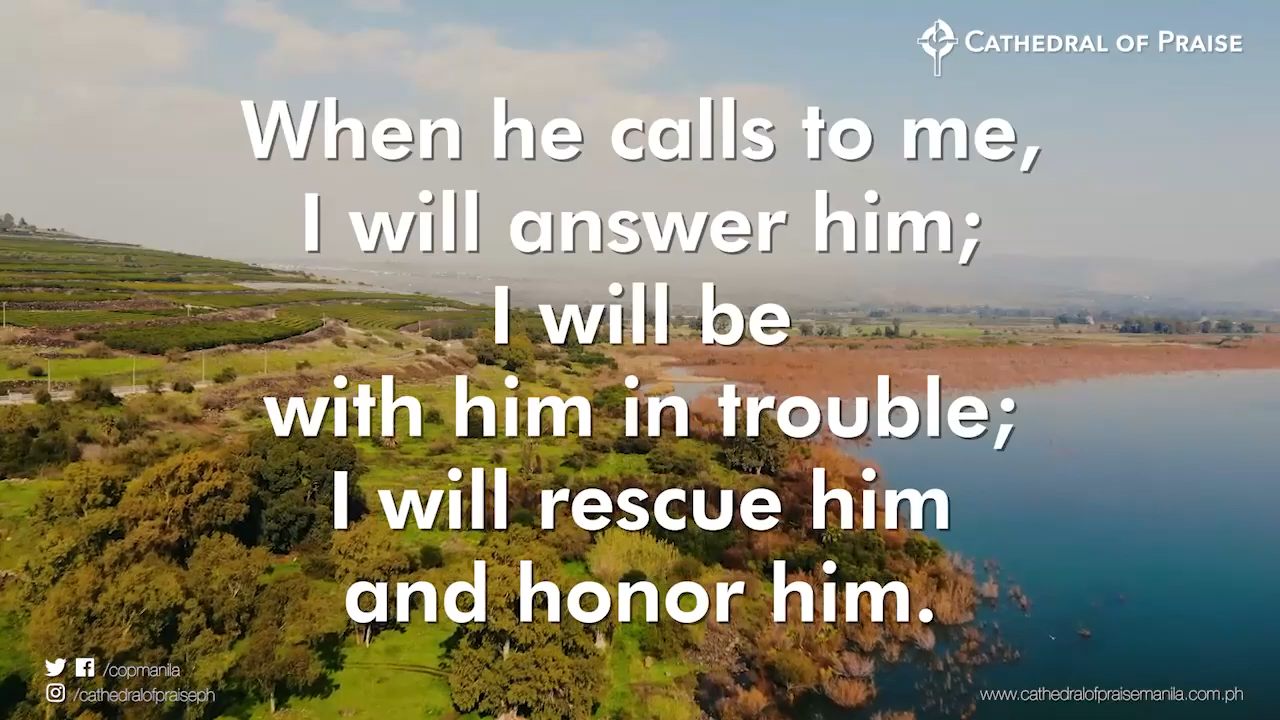 CATHEDRAL OF PRAISE
When he calls to me,
I will answer him;
I will be
with him in trouble;
I will rescue him
and honor him.
/copmanila
/cathedralofpraiseph
www.cathedralofpraisemanila.com.ph